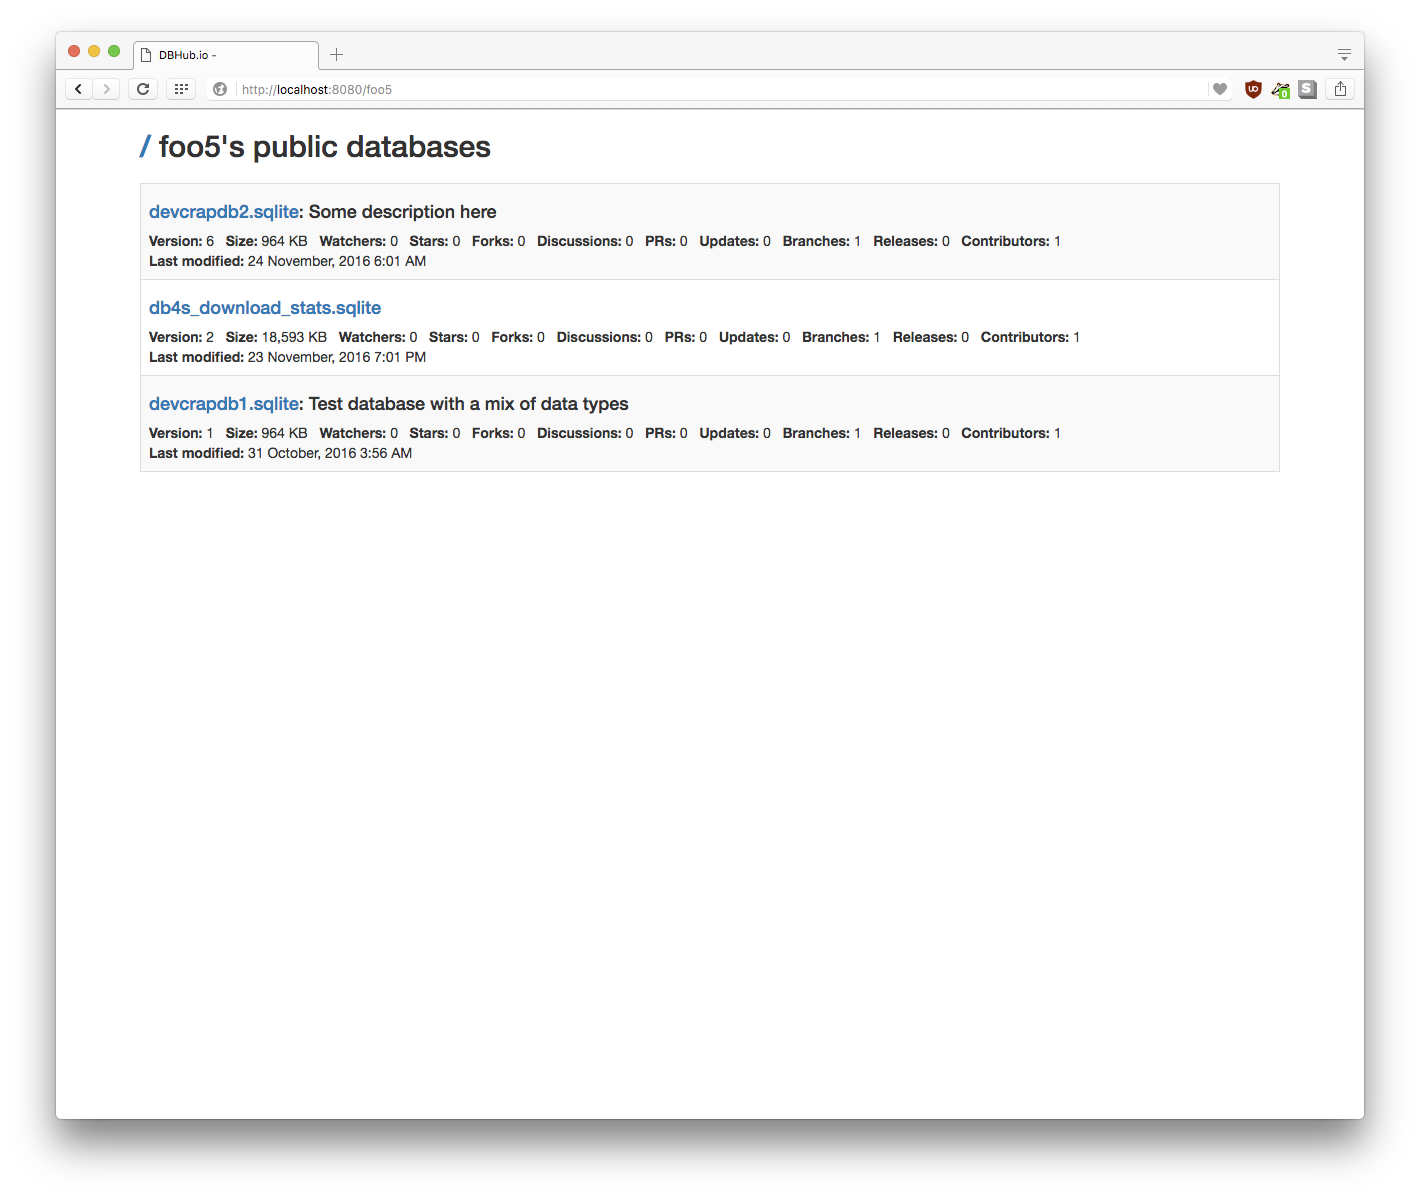 DBHub.io -
http://localhost:8080/foo5
UO
0
S
/ foo5's public databases
devcrapdb2.sqlite: Some description here
Version: 6 Size: 964 KB Watchers: 0 Stars: 0 Forks: 0 Discussions: 0 PRs: 0 Updates: 0 Branches: 1 Releases: 0 Contributors: 1
Last modified: 24 November, 2016 6:01 AM
db4s_download_stats.sqlite
Version: 2 Size: 18,593 KB Watchers: 0 Stars: 0 Forks: 0 Discussions: 0 PRs: 0 Updates: 0 Branches: 1 Releases: 0 Contributors: 1
Last modified: 23 November, 2016 7:01 PM
devcrapdb1.sqlite: Test database with a mix of data types
Version: 1 Size: 964 KB Watchers: 0 Stars: 0 Forks: 0 Discussions: 0 PRs: 0 Updates: 0 Branches: 1 Releases: 0 Contributors: 1
Last modified: 31 October, 2016 3:56 AM